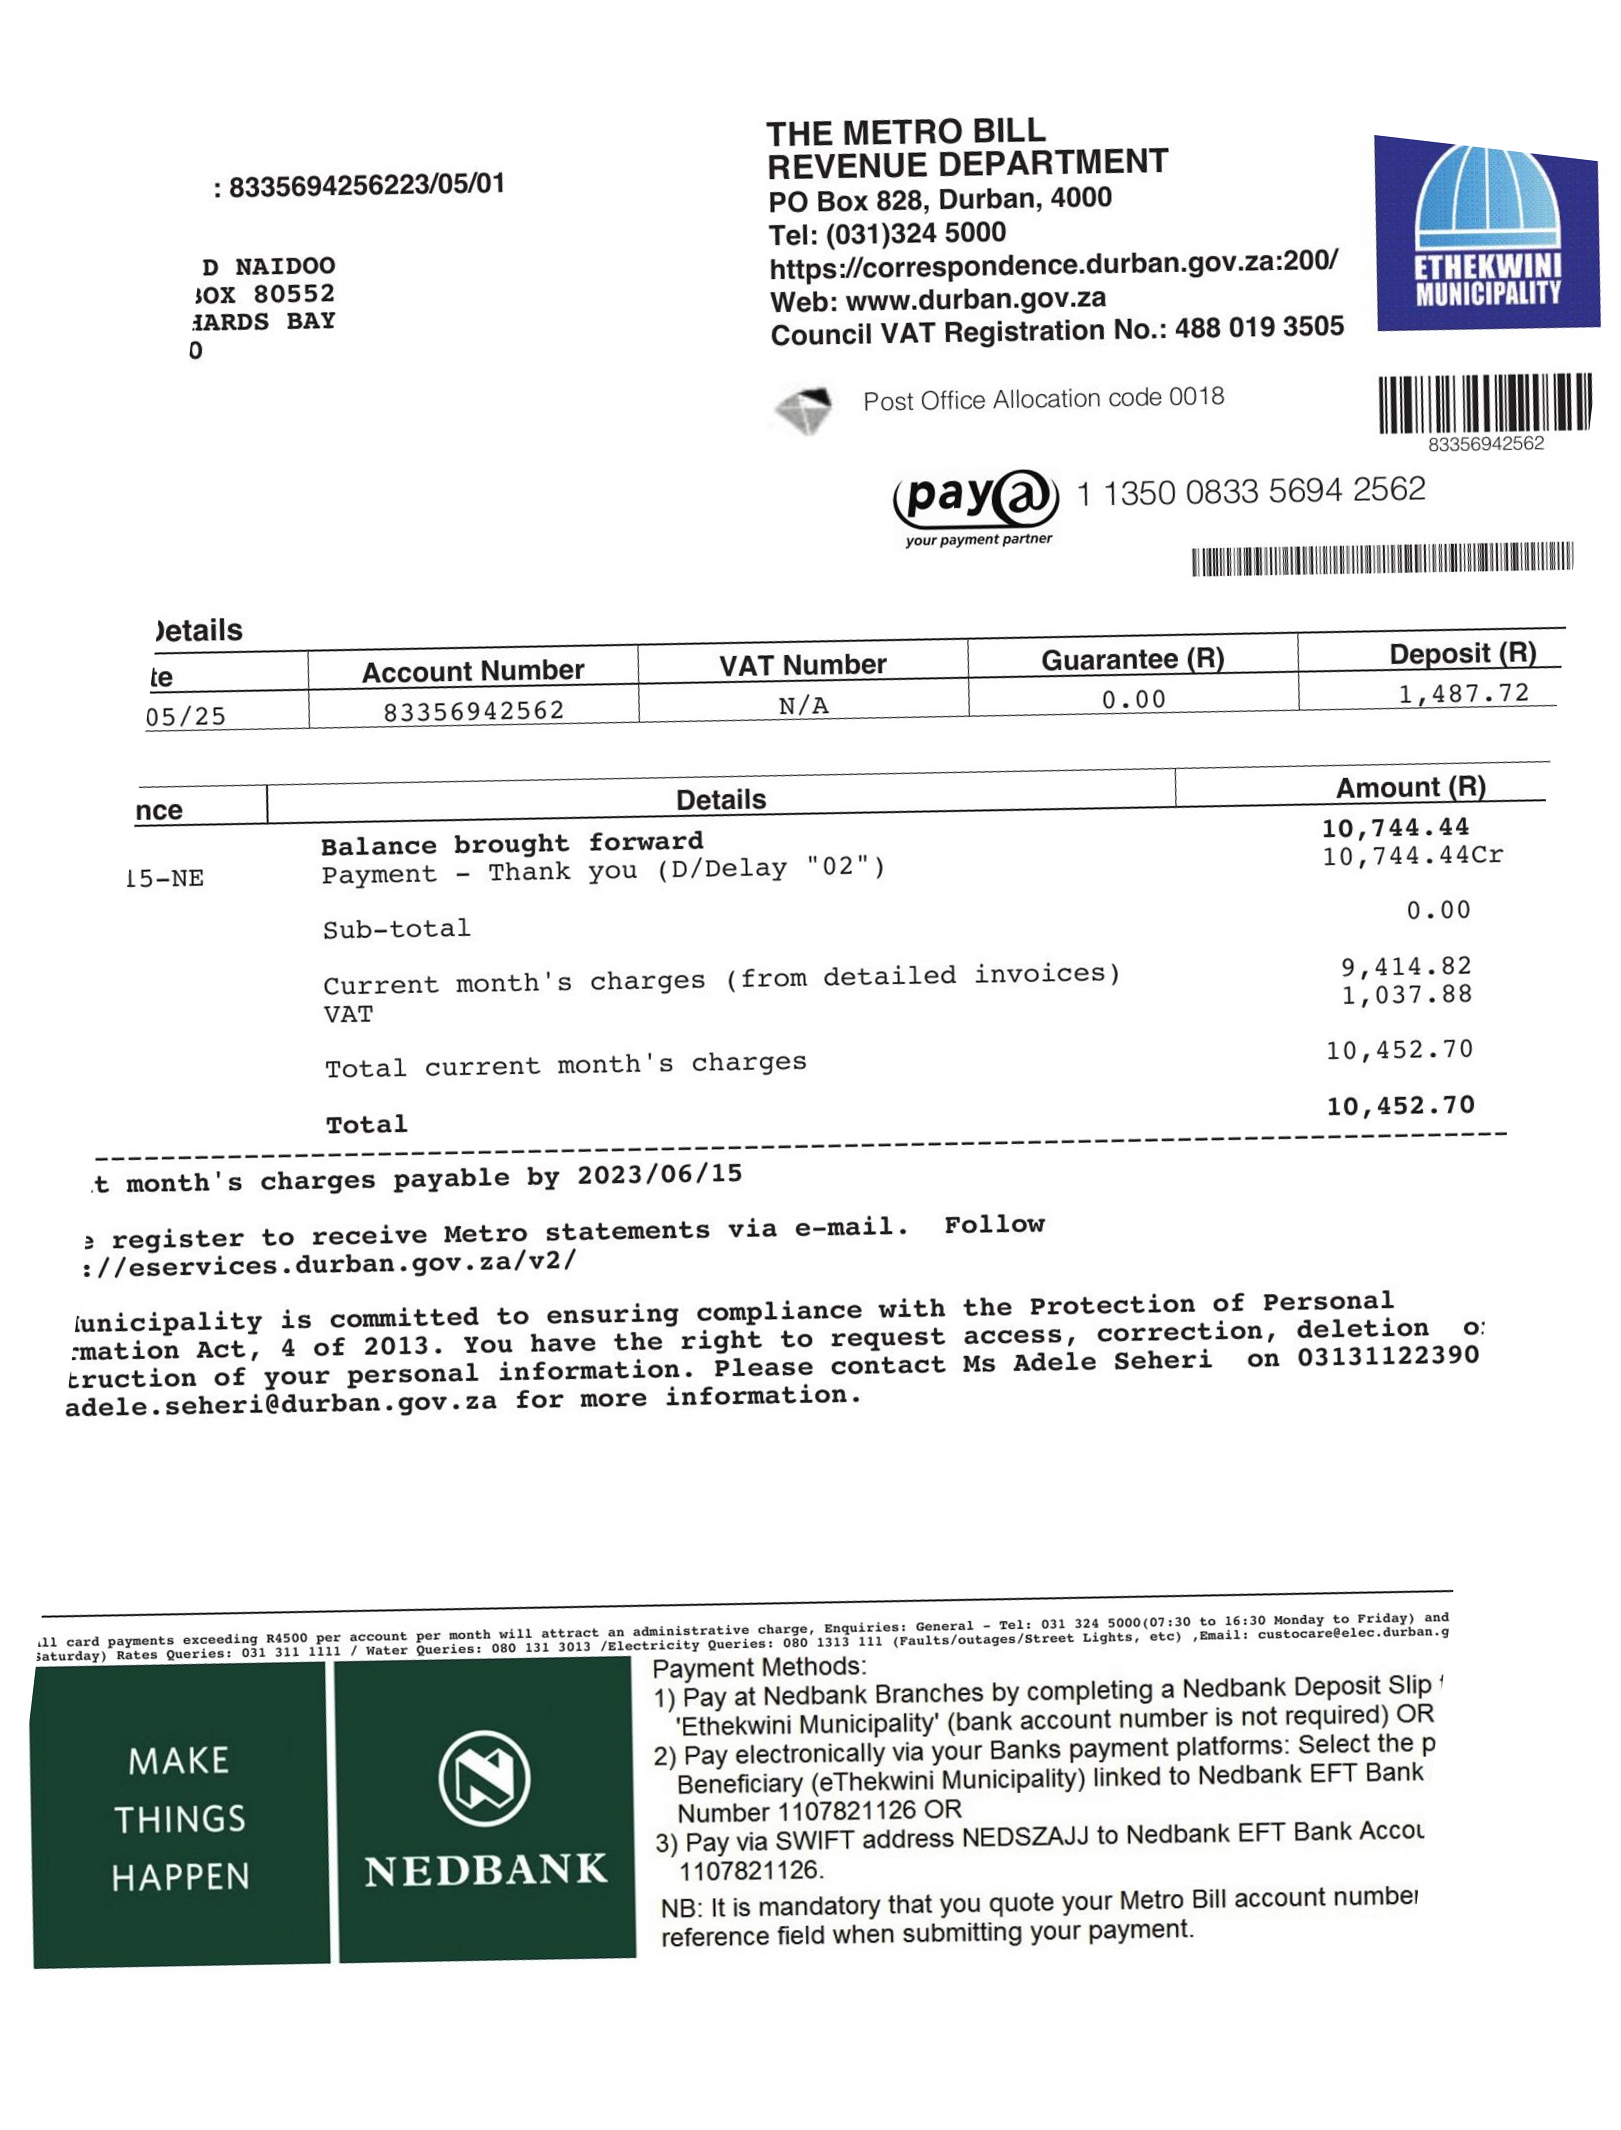 : 8335694256223/05/01
D NAIDOO
BOX 80552
HARDS BAY
0
THE METRO BILL
REVENUE DEPARTMENT
PO Box 828, Durban, 4000
Tel: (031)324 5000
https://correspondence.durban.gov.za:200/
Web: www.durban.gov.za
Council VAT Registration No.: 488 019 3505
ETHEKWINI
MUNICIPALITY
Post Office Allocation code 0018
83356942562
pay@ 1 1350 0833 5694 2562
your payment partner
Details
te Account Number VAT Number Guarantee (R) Deposit (R)
05/25 83356942562 N/A 0.00 1,487.72
nce Details Amount (R)
Balance brought forward 10,744.44
15-NE Payment - Thank you (D/Delay "02") 10,744.44Cr
Sub-total 0.00
Current month's charges (from detailed invoices) 9,414.82
VAT 1,037.88
Total current month's charges 10,452.70
Total 10,452.70
t month's charges payable by 2023/06/15
e register to receive Metro statements via e-mail. Follow
://eservices.durban.gov.za/v2/
Municipality is committed to ensuring compliance with the Protection of Personal
rmation Act, 4 of 2013. You have the right to request access, correction, deletion o
truction of your personal information. Please contact Ms Adele Seheri on 03131122390
adele.seheri@durban.gov.za for more information.
All card payments exceeding R4500 per account per month will attract an administrative charge, Enquiries: General - Tel: 031 324 5000(07:30 to 16:30 Monday to Friday) and
Saturday) Rates Queries: 031 311 1111 / Water Queries: 080 131 3013 /Electricity Queries: 080 1313 111 (Faults/outages/Street Lights, etc) ,Email: custocare@elec.durban.g
MAKE
THINGS
HAPPEN
NEDBANK
Payment Methods:
1) Pay at Nedbank Branches by completing a Nedbank Deposit Slip
'Ethekwini Municipality' (bank account number is not required) OR
2) Pay electronically via your Banks payment platforms: Select the p
Beneficiary (eThekwini Municipality) linked to Nedbank EFT Bank
Number 1107821126 OR
3) Pay via SWIFT address NEDSZAJJ to Nedbank EFT Bank Accou
1107821126.
NB: It is mandatory that you quote your Metro Bill account number
reference field when submitting your payment.